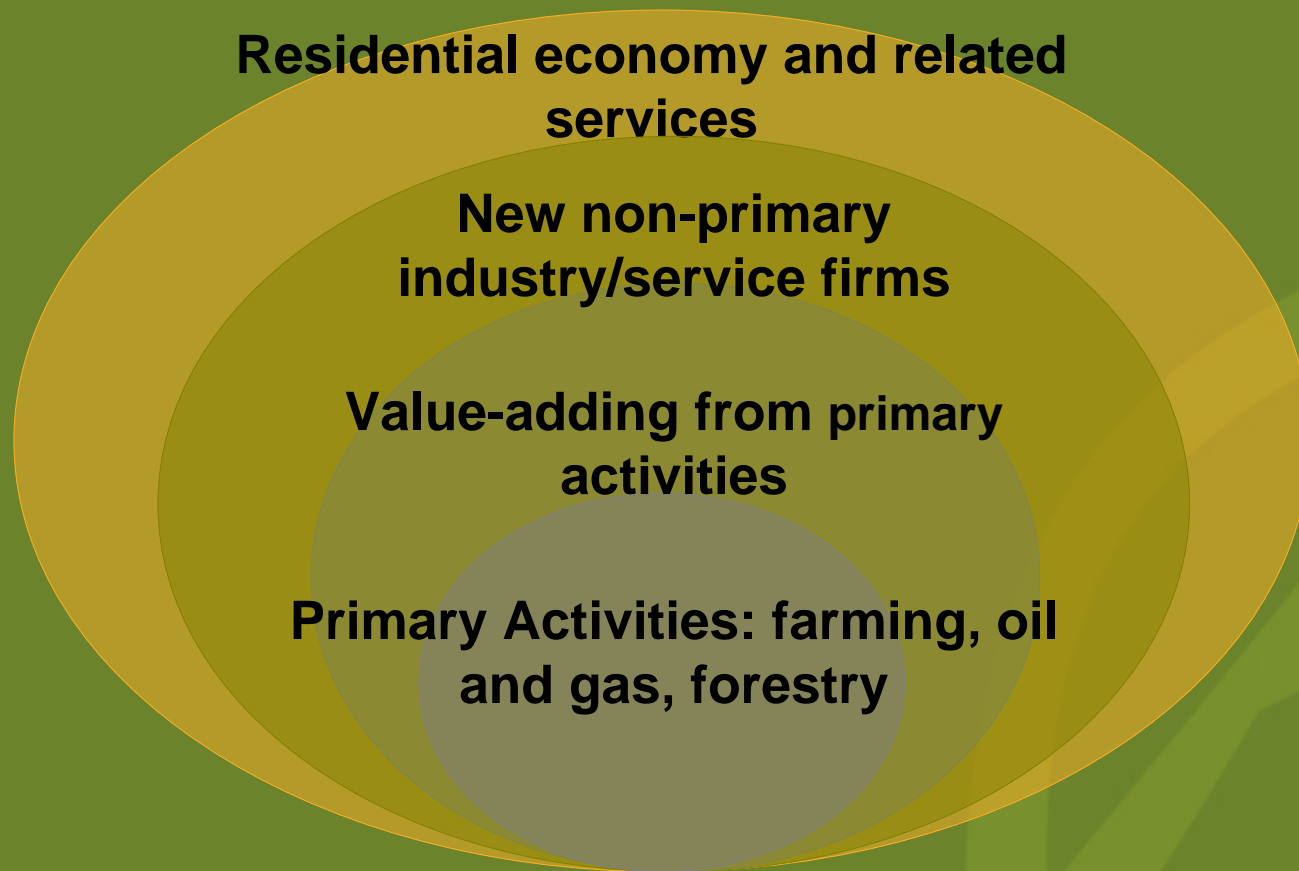 Residential economy and related
services
New non-primary
industry/service firms
Value-adding from primary
activities
Primary Activities: farming, oil
and gas, forestry